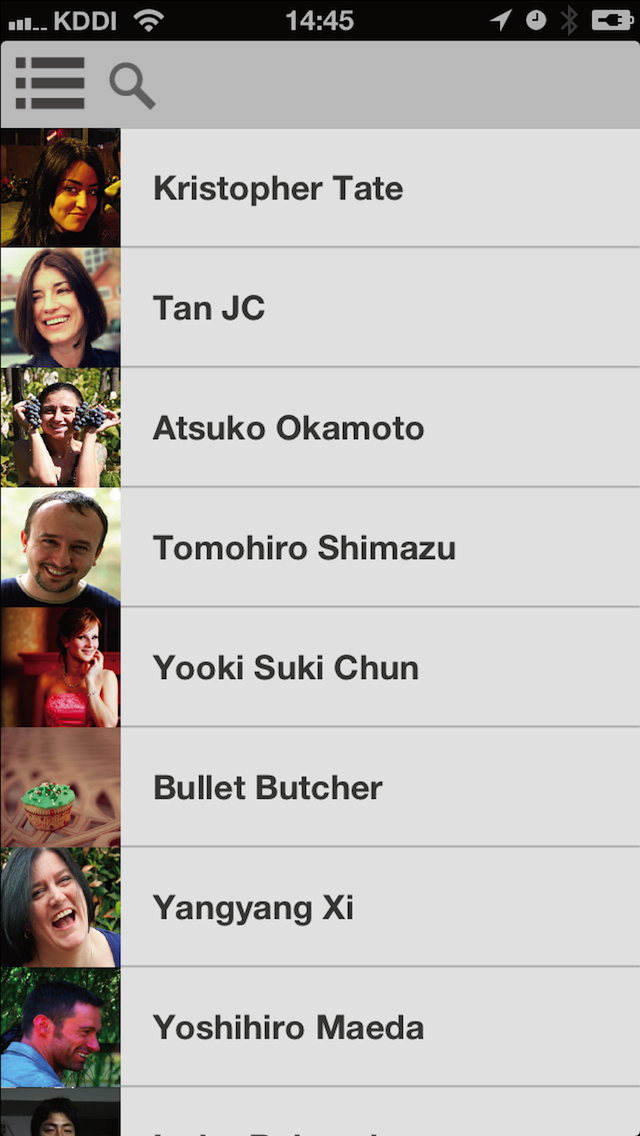 KDDI 14:45
Kristopher Tate
Tan JC
Atsuko Okamoto
Tomohiro Shimazu
Yooki Suki Chun
Bullet Butcher
Yangyang Xi
Yoshihiro Maeda